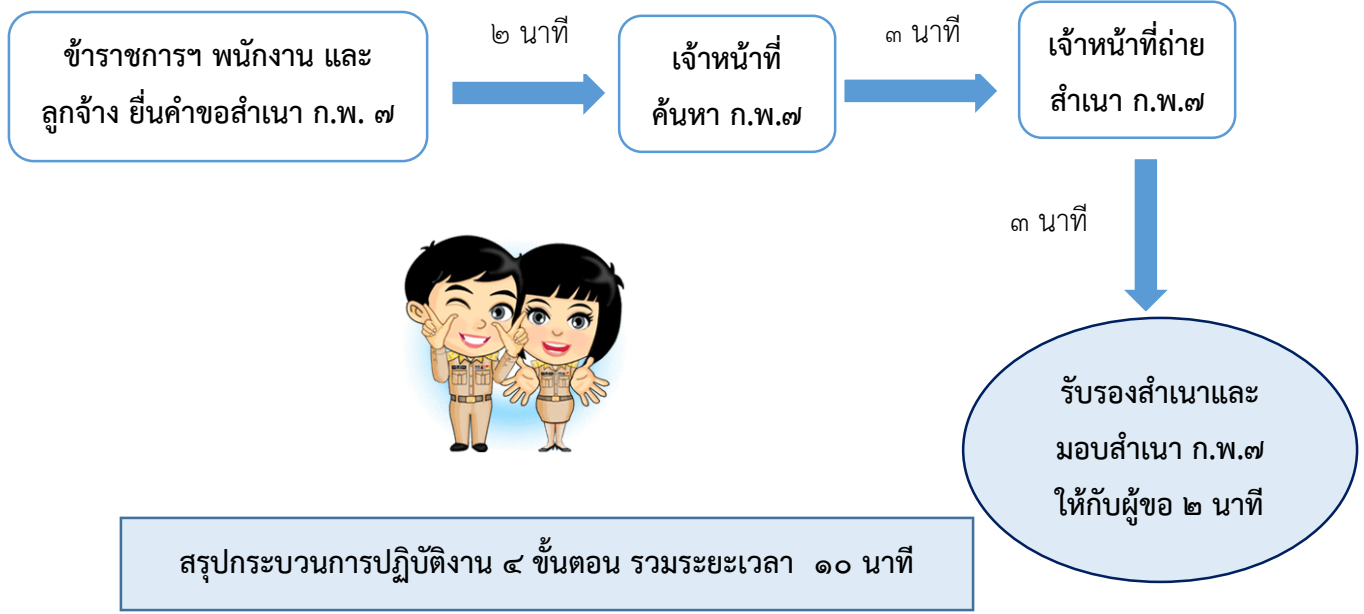 ข้าราชการฯ พนักงาน และ
ลูกจ้าง ยื่นคำขอสำเนา ก.พ. ๗
๒ นาที
เจ้าหน้าที่
ค้นหา ก.พ.๗
๓ นาที
เจ้าหน้าที่ถ่าย
สำเนา ก.พ.๗
๓ นาที
รับรองสำเนาและ
มอบสำเนา ก.พ.๗
ให้กับผู้ขอ ๒ นาที
สรุปกระบวนการปฏิบัติงาน ๔ ขั้นตอน รวมระยะเวลา ๑๐ นาที